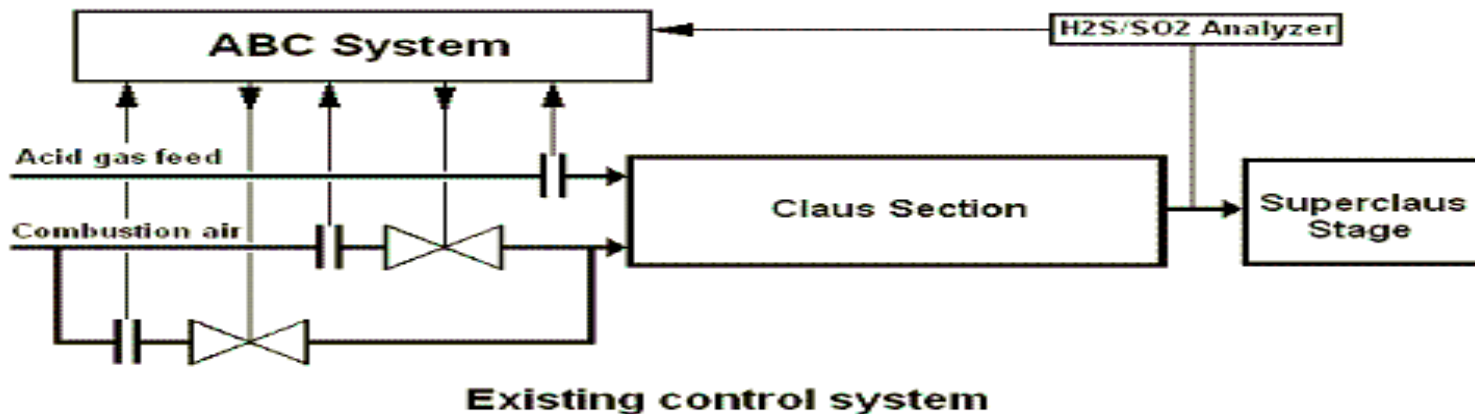 ABC System
H2S/SO2 Analyzer
Acid gas feed
Combustion air
Claus Section
Superclaus
Stage
Existing control system